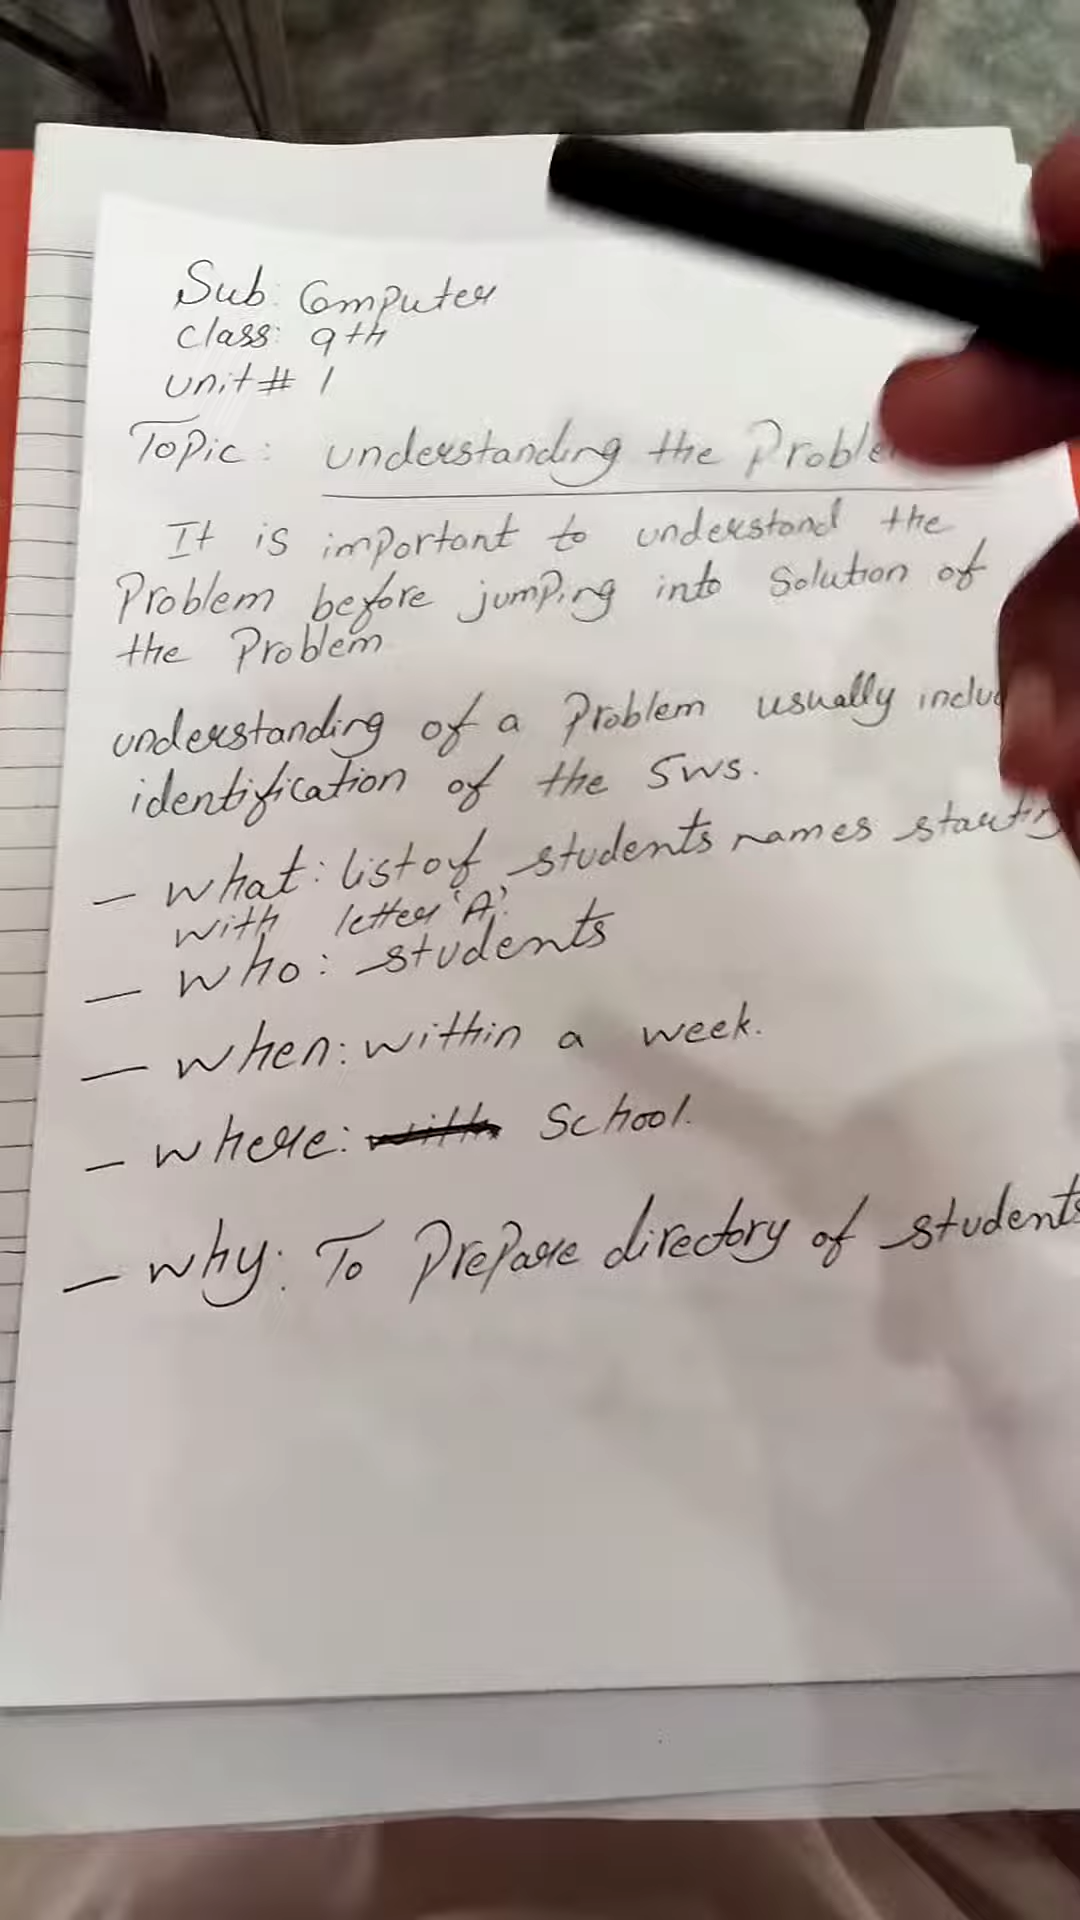 Sub: Computer
Class: 9th
Unit # 1
Topic: understanding the
It is important to understand the
Problem before jumping into Solution of
the Problem
understanding of a Problem usually
identification of the 5ws.
– what: list of students names
with letter 'A'.
– who: students
– when: within a week.
– where: School.
– why: To Prepare directory of students